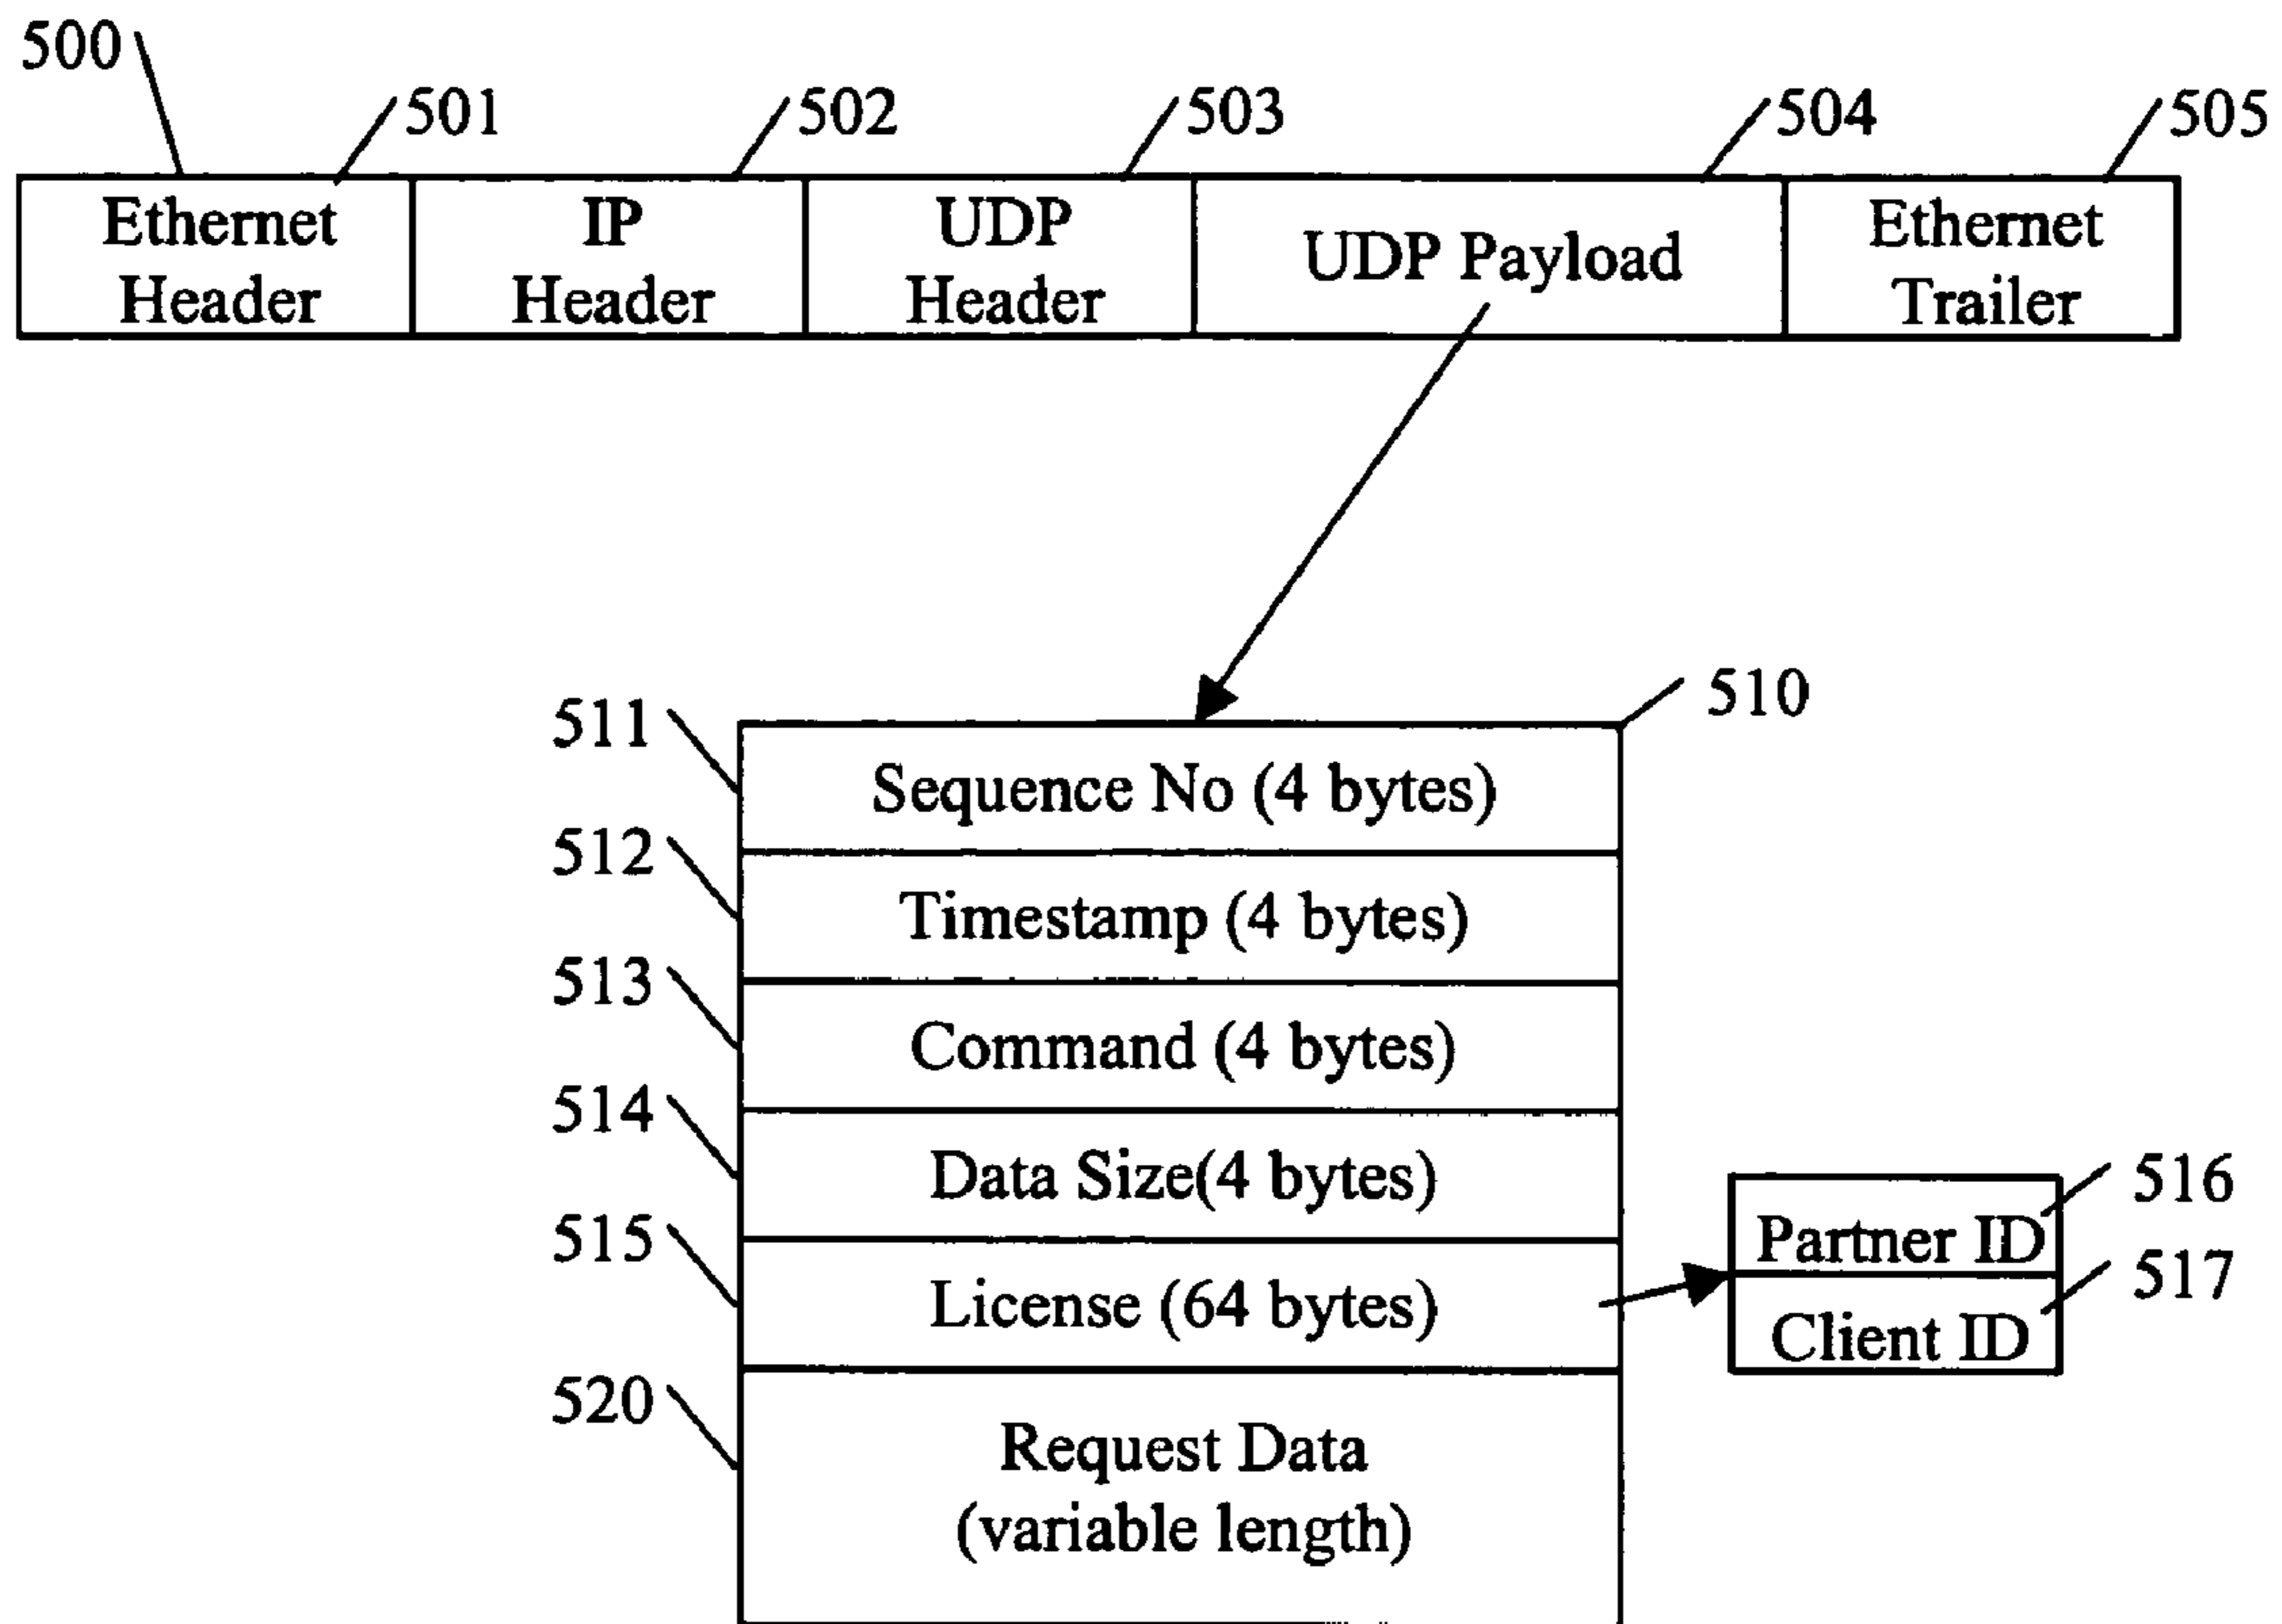 500
501
502
503
504
505
Ethernet
Header
IP
Header
UDP
Header
UDP Payload
Ethernet
Trailer
510
511
Sequence No (4 bytes)
512
Timestamp (4 bytes)
513
Command (4 bytes)
514
Data Size(4 bytes)
515
License (64 bytes)
516
Partner ID
517
Client ID
520
Request Data
(variable length)